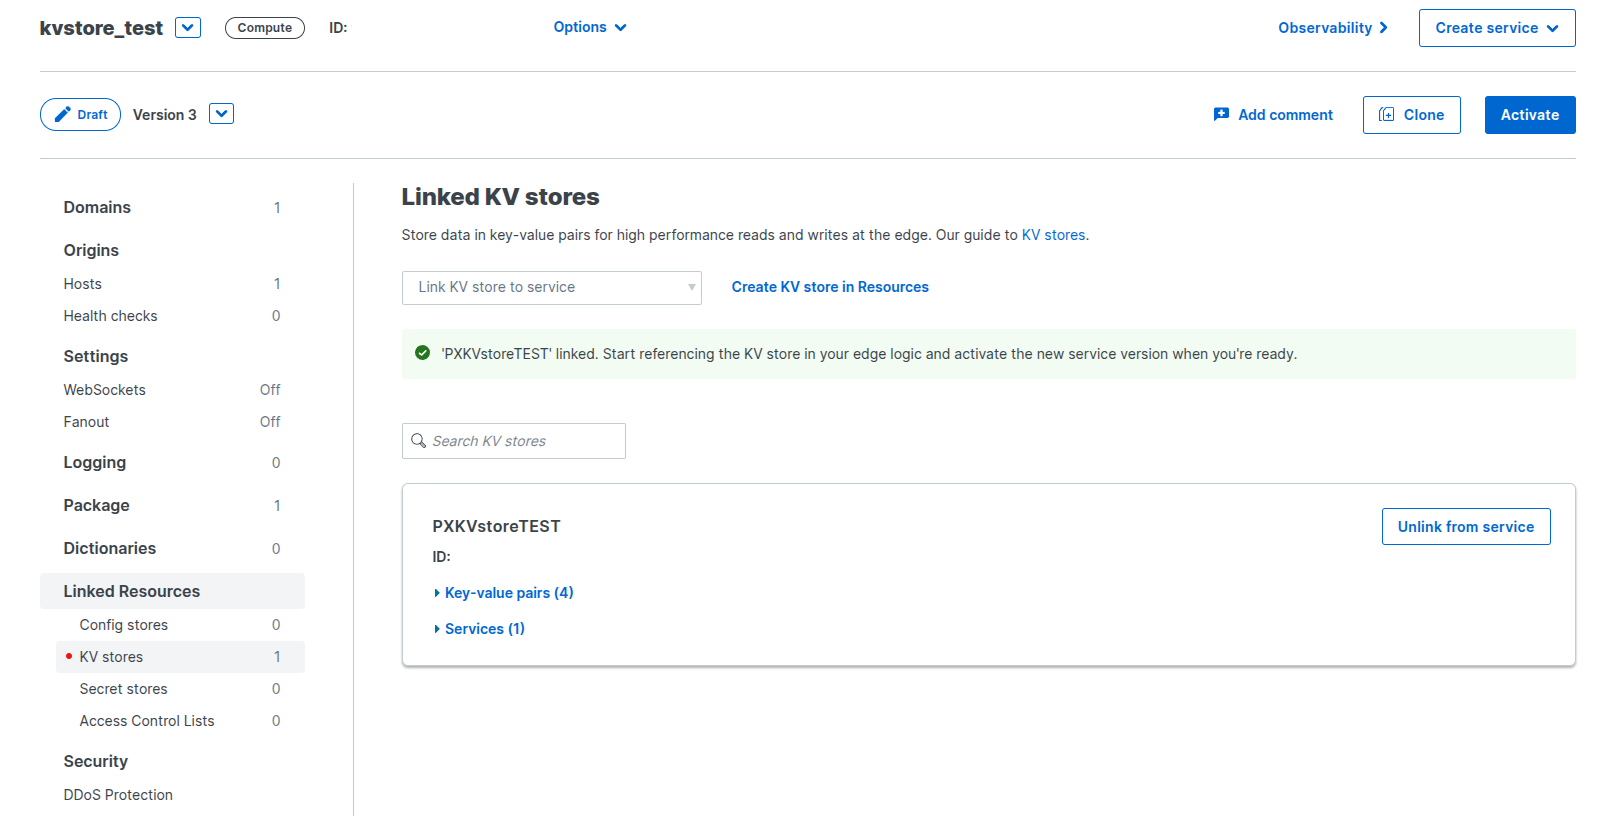 kvstore_test Compute ID: Options Observability Create service
Draft Version 3 Add comment Clone Activate
Domains 1
Origins
Hosts 1
Health checks 0
Settings
WebSockets Off
Fanout Off
Logging 0
Package 1
Dictionaries 0
Linked Resources
Config stores 0
KV stores 1
Secret stores 0
Access Control Lists 0
Security
DDoS Protection
Linked KV stores
Store data in key-value pairs for high performance reads and writes at the edge. Our guide to KV stores.
Link KV store to service Create KV store in Resources
'PXKVstoreTEST' linked. Start referencing the KV store in your edge logic and activate the new service version when you're ready.
Search KV stores
PXKVstoreTEST Unlink from service
ID:
Key-value pairs (4)
Services (1)